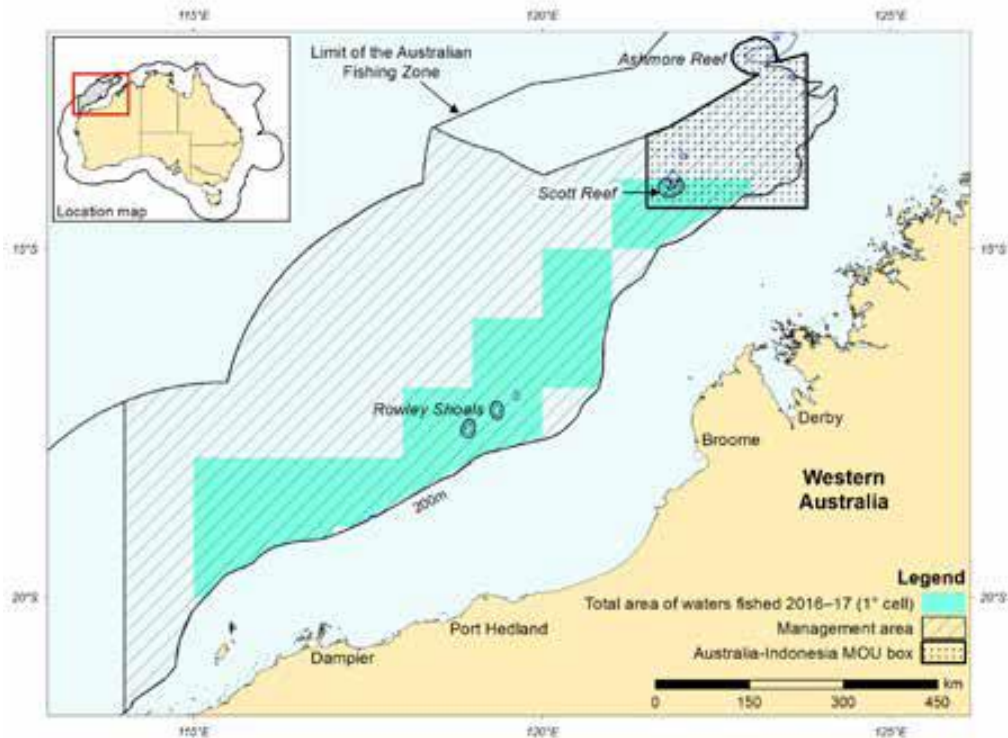 115°E
120°E
125°E
Limit of the Australian
Fishing Zone
Ashmore Reef
Location map
Scott Reef
15°S
15°S
Rowley Shoals
Derby
Broome
200m
Western
Australia
Legend
20°S
Total area of waters fished 2016–17 (1° cell)
20°S
Port Hedland
Management area
Dampier
Australia-Indonesia MOU box
km
0 150 300 450
115°E
120°E
125°E